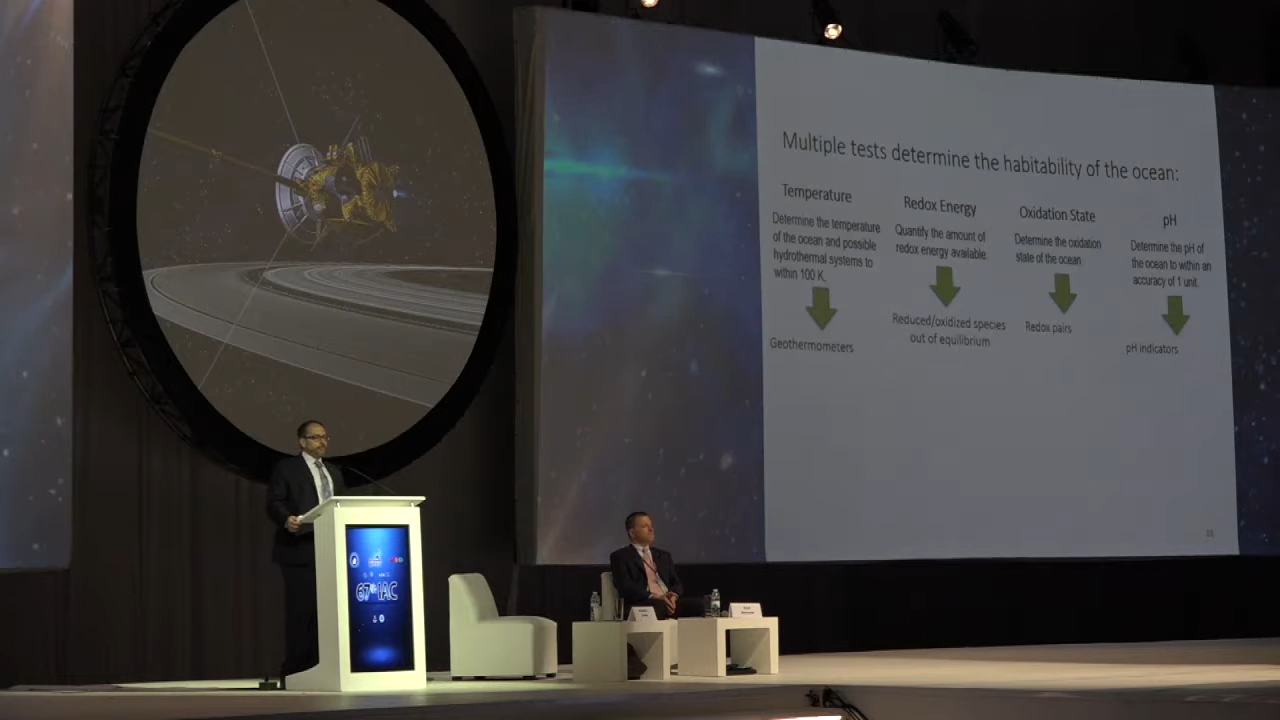 Multiple tests determine the habitability of the ocean:
Temperature
Determine the temperature
of the ocean and possible
hydrothermal systems to
within 100 K.
Geothermometers
Redox Energy
Quantify the amount of
redox energy available.
Reduced/oxidized species
out of equilibrium
Oxidation State
Determine the oxidation
state of the ocean
Redox pairs
pH
Determine the pH of
the ocean to within an
accuracy of 1 unit.
pH indicators
67th IAC